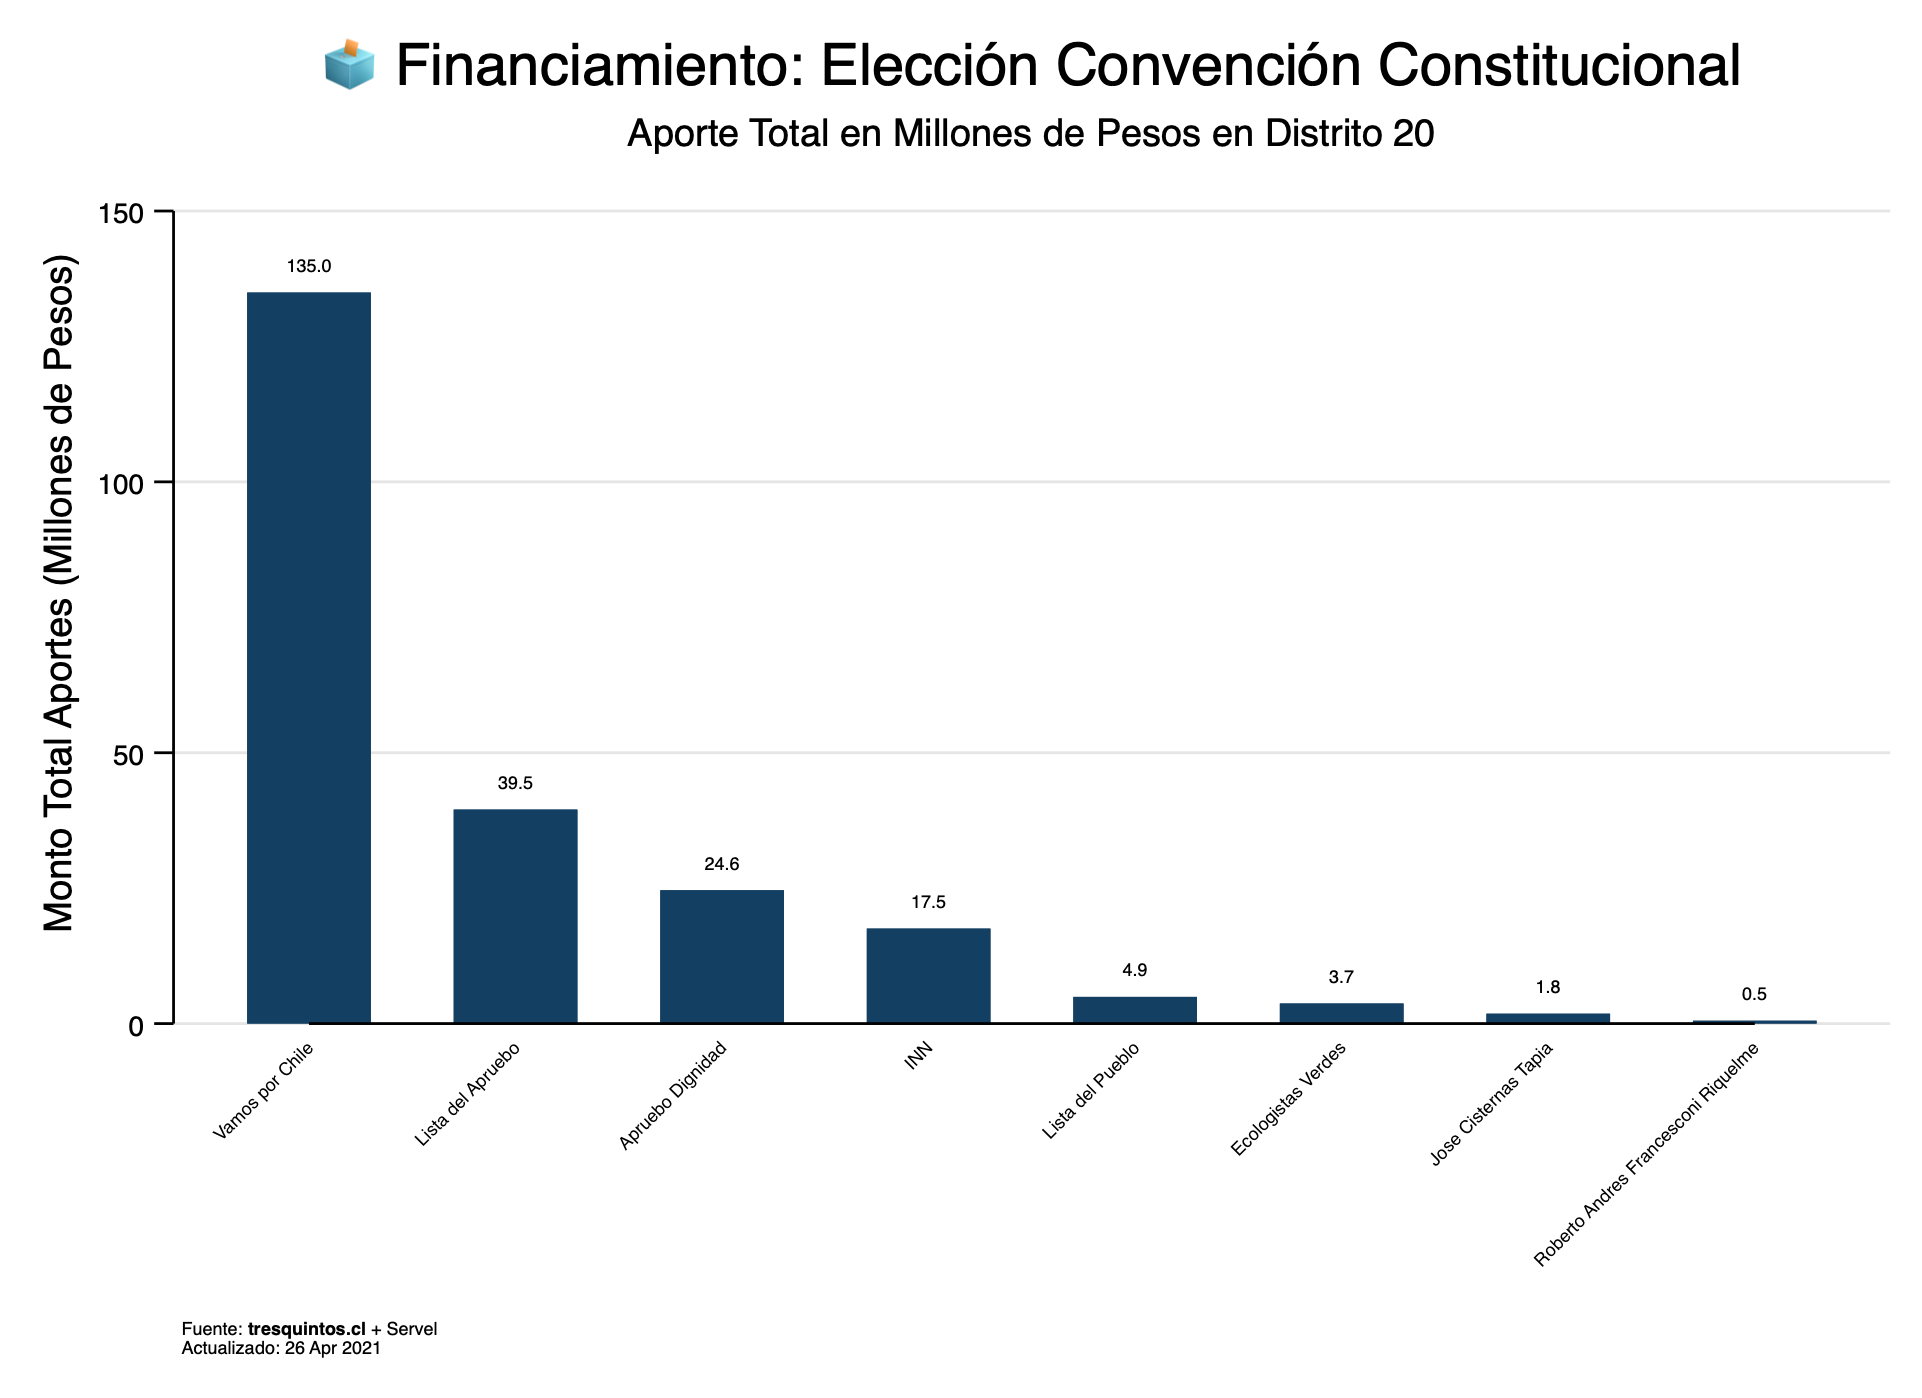 Financiamiento: Elección Convención Constitucional
Aporte Total en Millones de Pesos en Distrito 20
Monto Total Aportes (Millones de Pesos)
150
100
50
0
135.0
39.5
24.6
17.5
4.9
3.7
1.8
0.5
Vamos por Chile
Lista del Apruebo
Apruebo Dignidad
INN
Lista del Pueblo
Ecologistas Verdes
Jose Cisternas Tapia
Roberto Andres Francesconi Riquelme
Fuente: tresquintos.cl + Servel
Actualizado: 26 Apr 2021